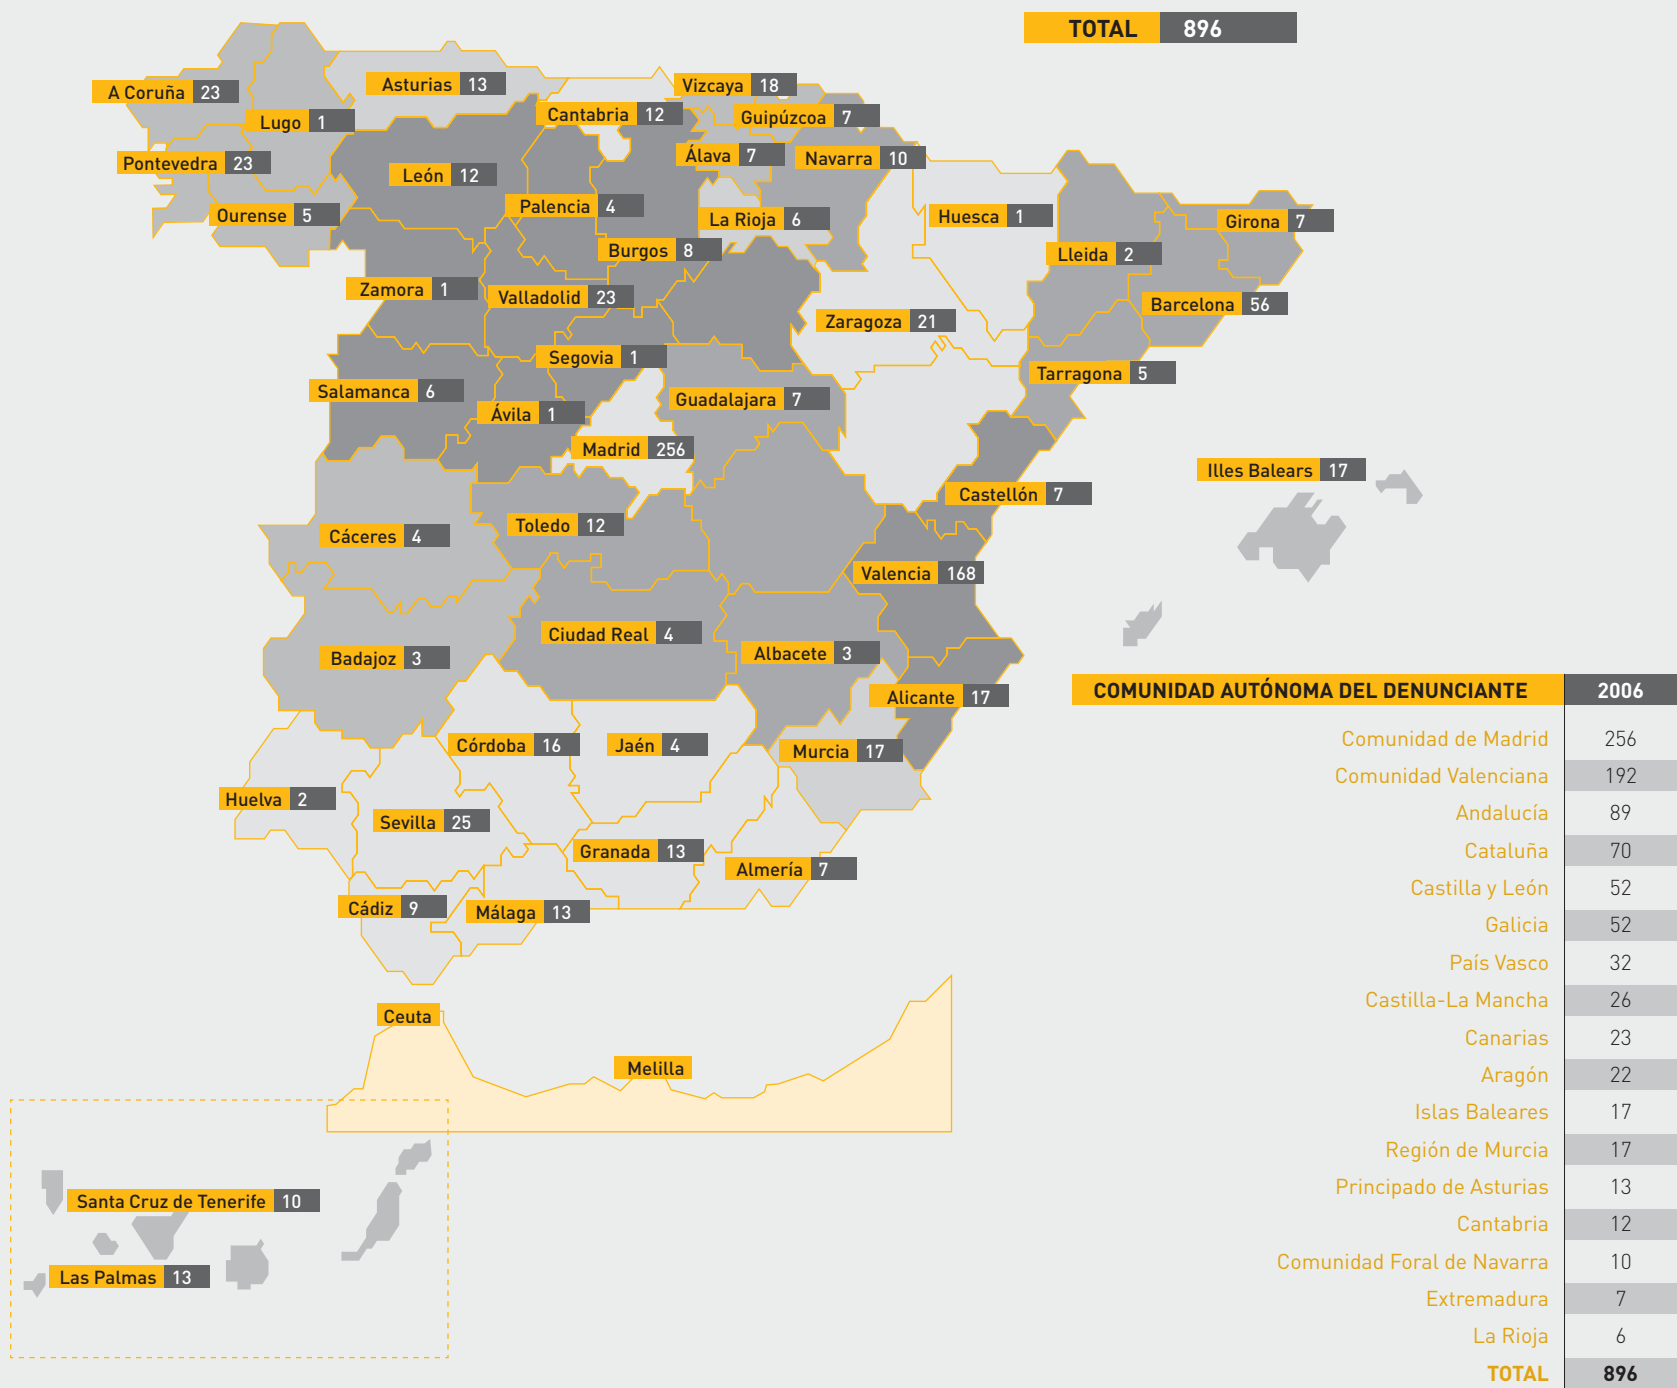 TOTAL 896
A Coruña 23
Asturias 13
Vizcaya 18
Lugo 1
Cantabria 12
Guipúzcoa 7
Pontevedra 23
León 12
Álava 7
Navarra 10
Ourense 5
Palencia 4
La Rioja 6
Huesca 1
Girona 7
Burgos 8
Lleida 2
Zamora 1
Valladolid 23
Barcelona 56
Zaragoza 21
Segovia 1
Tarragona 5
Salamanca 6
Ávila 1
Guadalajara 7
Madrid 256
Illes Balears 17
Castellón 7
Cáceres 4
Toledo 12
Valencia 168
Ciudad Real 4
Badajoz 3
Albacete 3
Alicante 17
Córdoba 16
Jaén 4
Murcia 17
Huelva 2
Sevilla 25
Granada 13
Almería 7
Cádiz 9
Málaga 13
Ceuta
Melilla
Santa Cruz de Tenerife 10
Las Palmas 13
COMUNIDAD AUTÓNOMA DEL DENUNCIANTE 2006
Comunidad de Madrid 256
Comunidad Valenciana 192
Andalucía 89
Cataluña 70
Castilla y León 52
Galicia 52
País Vasco 32
Castilla-La Mancha 26
Canarias 23
Aragón 22
Islas Baleares 17
Región de Murcia 17
Principado de Asturias 13
Cantabria 12
Comunidad Foral de Navarra 10
Extremadura 7
La Rioja 6
TOTAL 896